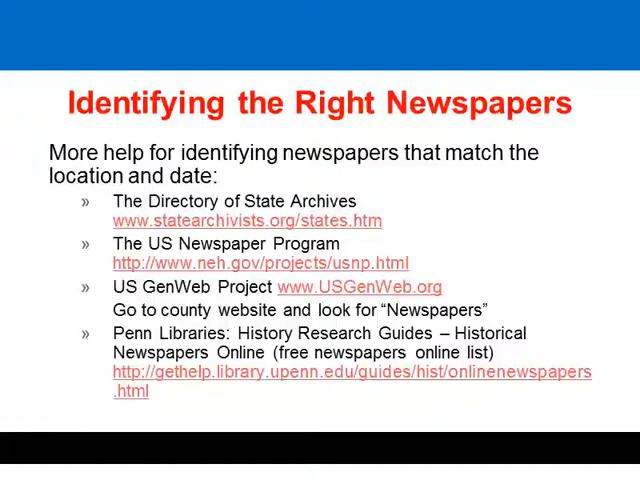 Identifying the Right Newspapers
More help for identifying newspapers that match the
location and date:
» The Directory of State Archives
www.statearchivists.org/states.htm
» The US Newspaper Program
http://www.neh.gov/projects/usnp.html
» US GenWeb Project www.USGenWeb.org
Go to county website and look for “Newspapers”
» Penn Libraries: History Research Guides – Historical
Newspapers Online (free newspapers online list)
http://gethelp.library.upenn.edu/guides/hist/onlinenewspapers
.html